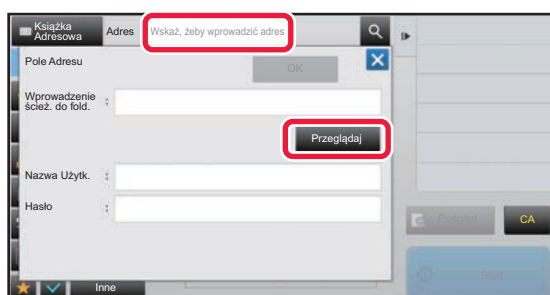 Książka
Adresowa
Adres
Wskaż, żeby wprowadzić adres
Pole Adresu
OK
Wprowadzenie
ścież. do fold. :
Przeglądaj
Nazwa Użytk. :
Hasło :
Podgląd
CA
Start
Inne